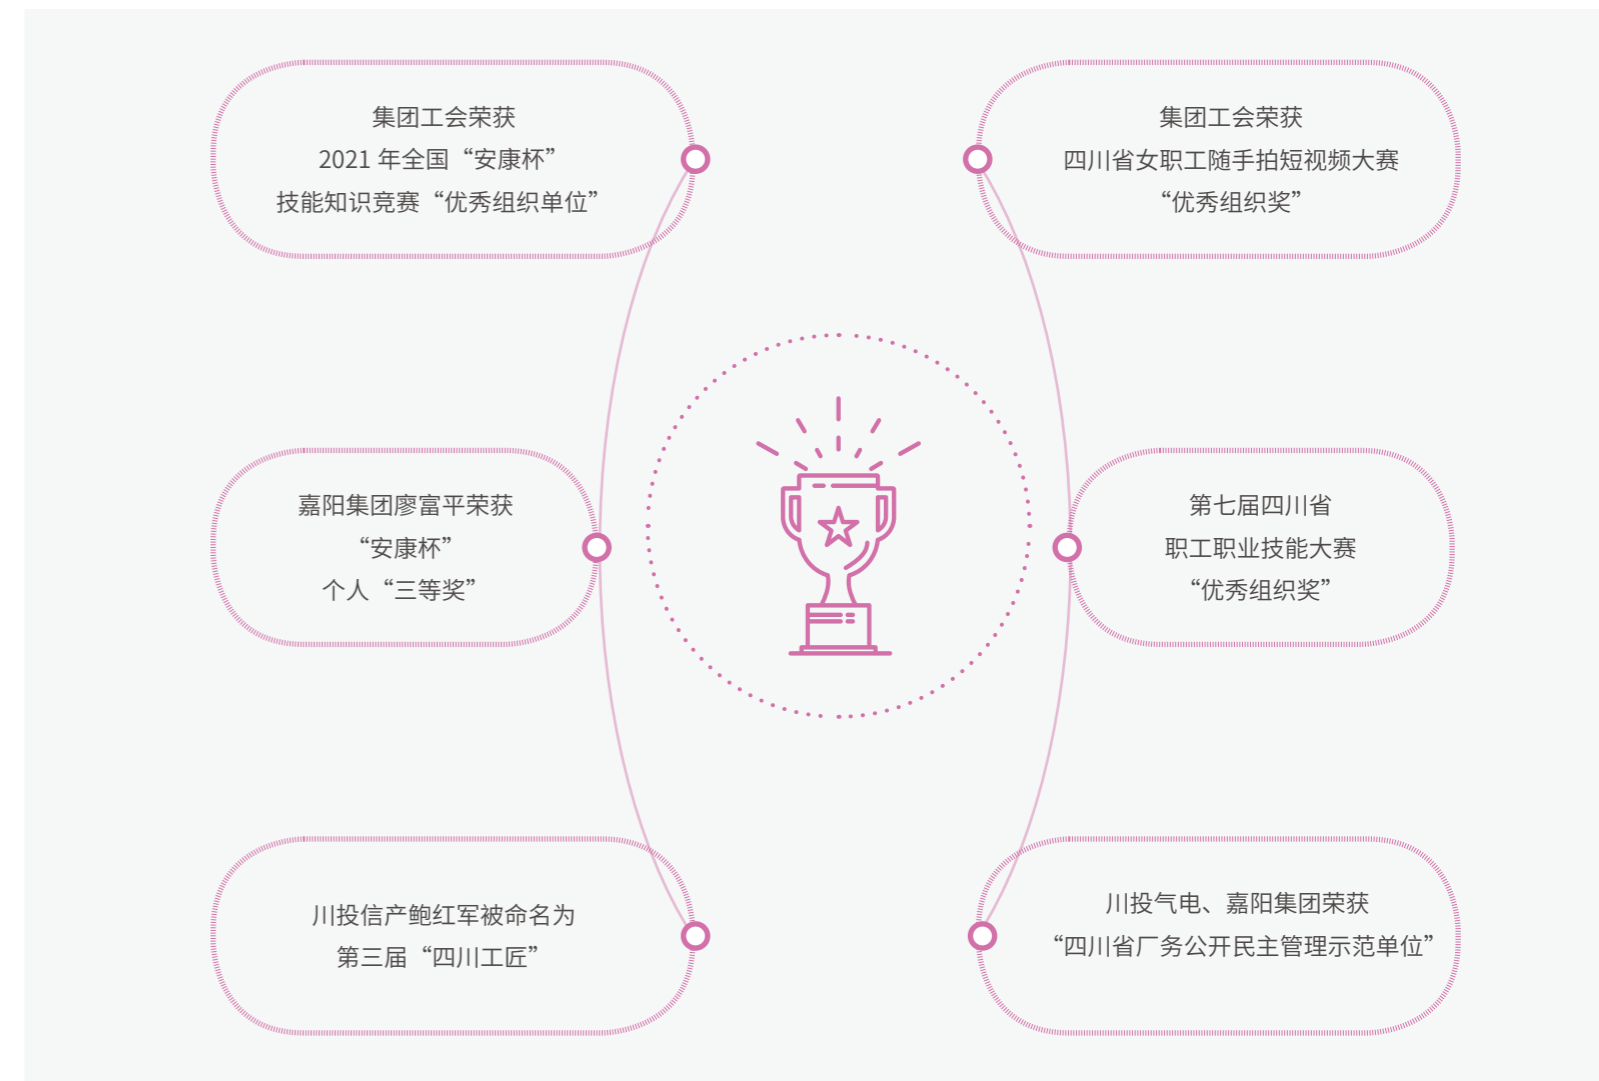 集团工会荣获
2021 年全国“安康杯”
技能知识竞赛“优秀组织单位”
嘉阳集团廖富平荣获
“安康杯”
个人“三等奖”
川投信产鲍红军被命名为
第三届“四川工匠”
集团工会荣获
四川省女职工随手拍短视频大赛
“优秀组织奖”
第七届四川省
职工职业技能大赛
“优秀组织奖”
川投气电、嘉阳集团荣获
“四川省厂务公开民主管理示范单位”